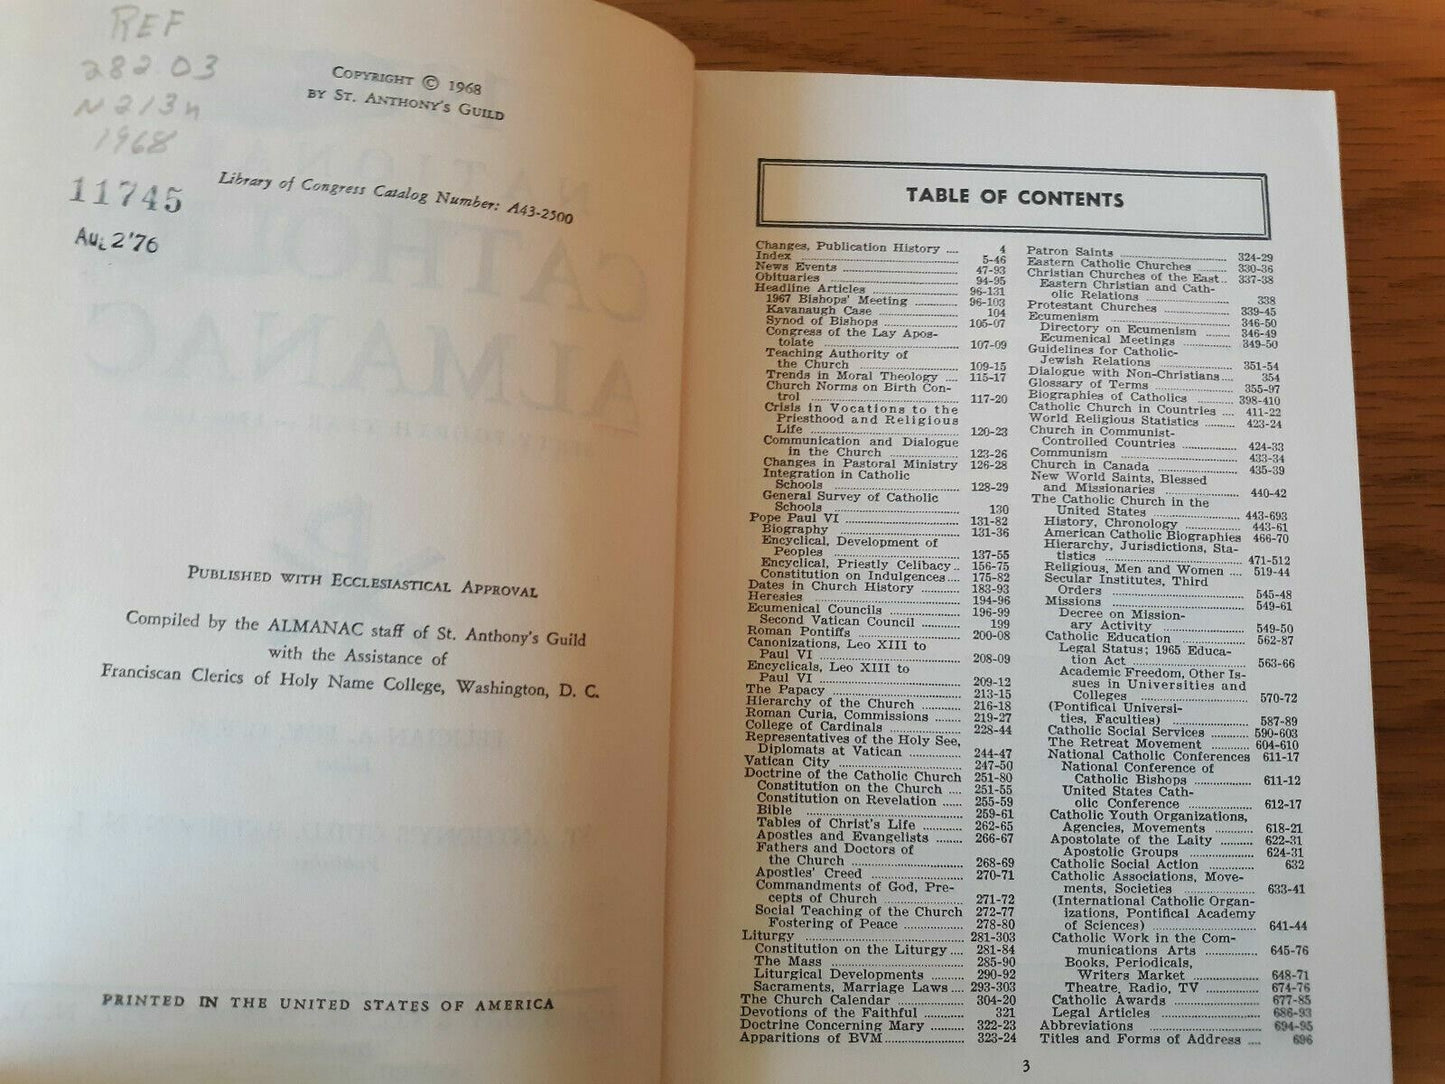 REF
282.03
N213n
1968
11745
Aug 2 '76
COPYRIGHT © 1968
BY ST. ANTHONY'S GUILD
Library of Congress Catalog Number: A43-2500
PUBLISHED WITH ECCLESIASTICAL APPROVAL
Compiled by the ALMANAC staff of St. Anthony's Guild
with the Assistance of
Franciscan Clerics of Holy Name College, Washington, D. C.
PRINTED IN THE UNITED STATES OF AMERICA
TABLE OF CONTENTS
Changes, Publication History .... 4
Index .... 5-46
News Events .... 47-93
Obituaries .... 94-95
Headline Articles .... 96-131
1967 Bishops' Meeting .... 96-103
Kavanaugh Case .... 104
Synod of Bishops .... 105-07
Congress of the Lay Apos-
tolate .... 107-09
Teaching Authority of
the Church .... 109-15
Trends in Moral Theology .... 115-17
Church Norms on Birth Con-
trol .... 117-20
Crisis in Vocations to the
Priesthood and Religious
Life .... 120-23
Communication and Dialogue
in the Church .... 123-26
Changes in Pastoral Ministry 126-28
Integration in Catholic
Schools .... 128-29
General Survey of Catholic
Schools .... 130
Pope Paul VI .... 131-82
Biography .... 131-36
Encyclical, Development of
Peoples .... 137-55
Encyclical, Priestly Celibacy .. 156-75
Constitution on Indulgences .... 175-82
Dates in Church History .... 183-93
Heresies .... 194-96
Ecumenical Councils .... 196-99
Second Vatican Council .... 199
Roman Pontiffs .... 200-08
Canonizations, Leo XIII to
Paul VI .... 208-09
Encyclicals, Leo XIII to
Paul VI .... 209-12
The Papacy .... 213-15
Hierarchy of the Church .... 216-18
Roman Curia, Commissions .... 219-27
College of Cardinals .... 228-44
Representatives of the Holy See,
Diplomats at Vatican .... 244-47
Vatican City .... 247-50
Doctrine of the Catholic Church 251-80
Constitution on the Church .... 251-55
Constitution on Revelation .... 255-59
Bible .... 259-61
Tables of Christ's Life .... 262-65
Apostles and Evangelists .... 266-67
Fathers and Doctors of
the Church .... 268-69
Apostles' Creed .... 270-71
Commandments of God, Pre-
cepts of Church .... 271-72
Social Teaching of the Church 272-77
Fostering of Peace .... 278-80
Liturgy .... 281-303
Constitution on the Liturgy .... 281-84
The Mass .... 285-90
Liturgical Developments .... 290-92
Sacraments, Marriage Laws .... 293-303
The Church Calendar .... 304-20
Devotions of the Faithful .... 321
Doctrine Concerning Mary .... 322-23
Apparitions of BVM .... 323-24
Patron Saints .... 324-29
Eastern Catholic Churches .... 330-36
Christian Churches of the East .. 337-38
Eastern Christian and Cath-
olic Relations .... 338
Protestant Churches .... 339-45
Ecumenism .... 346-50
Directory on Ecumenism .... 346-49
Ecumenical Meetings .... 349-50
Guidelines for Catholic-
Jewish Relations .... 351-54
Dialogue with Non-Christians .... 354
Glossary of Terms .... 355-97
Biographies of Catholics .... 398-410
Catholic Church in Countries .... 411-22
World Religious Statistics .... 423-24
Church in Communist-
Controlled Countries .... 424-33
Communism .... 433-34
Church in Canada .... 435-39
New World Saints, Blessed
and Missionaries .... 440-42
The Catholic Church in the
United States .... 443-693
History, Chronology .... 443-61
American Catholic Biographies 466-70
Hierarchy, Jurisdictions, Sta-
tistics .... 471-512
Religious, Men and Women .... 519-44
Secular Institutes, Third
Orders .... 545-48
Missions .... 549-61
Decree on Mission-
ary Activity .... 549-50
Catholic Education .... 562-87
Legal Status; 1965 Educa-
tion Act .... 563-66
Academic Freedom, Other Is-
sues in Universities and
Colleges .... 570-72
(Pontifical Universi-
ties, Faculties) .... 587-89
Catholic Social Services .... 590-603
The Retreat Movement .... 604-610
National Catholic Conferences 611-17
National Conference of
Catholic Bishops .... 611-12
United States Cath-
olic Conference .... 612-17
Catholic Youth Organizations,
Agencies, Movements .... 618-21
Apostolate of the Laity .... 622-31
Apostolic Groups .... 624-31
Catholic Social Action .... 632
Catholic Associations, Move-
ments, Societies .... 633-41
(International Catholic Organ-
izations, Pontifical Academy
of Sciences) .... 641-44
Catholic Work in the Com-
munications Arts .... 645-76
Books, Periodicals,
Writers Market .... 648-71
Theatre, Radio, TV .... 674-76
Catholic Awards .... 677-85
Legal Articles .... 686-93
Abbreviations .... 694-95
Titles and Forms of Address .... 696
3